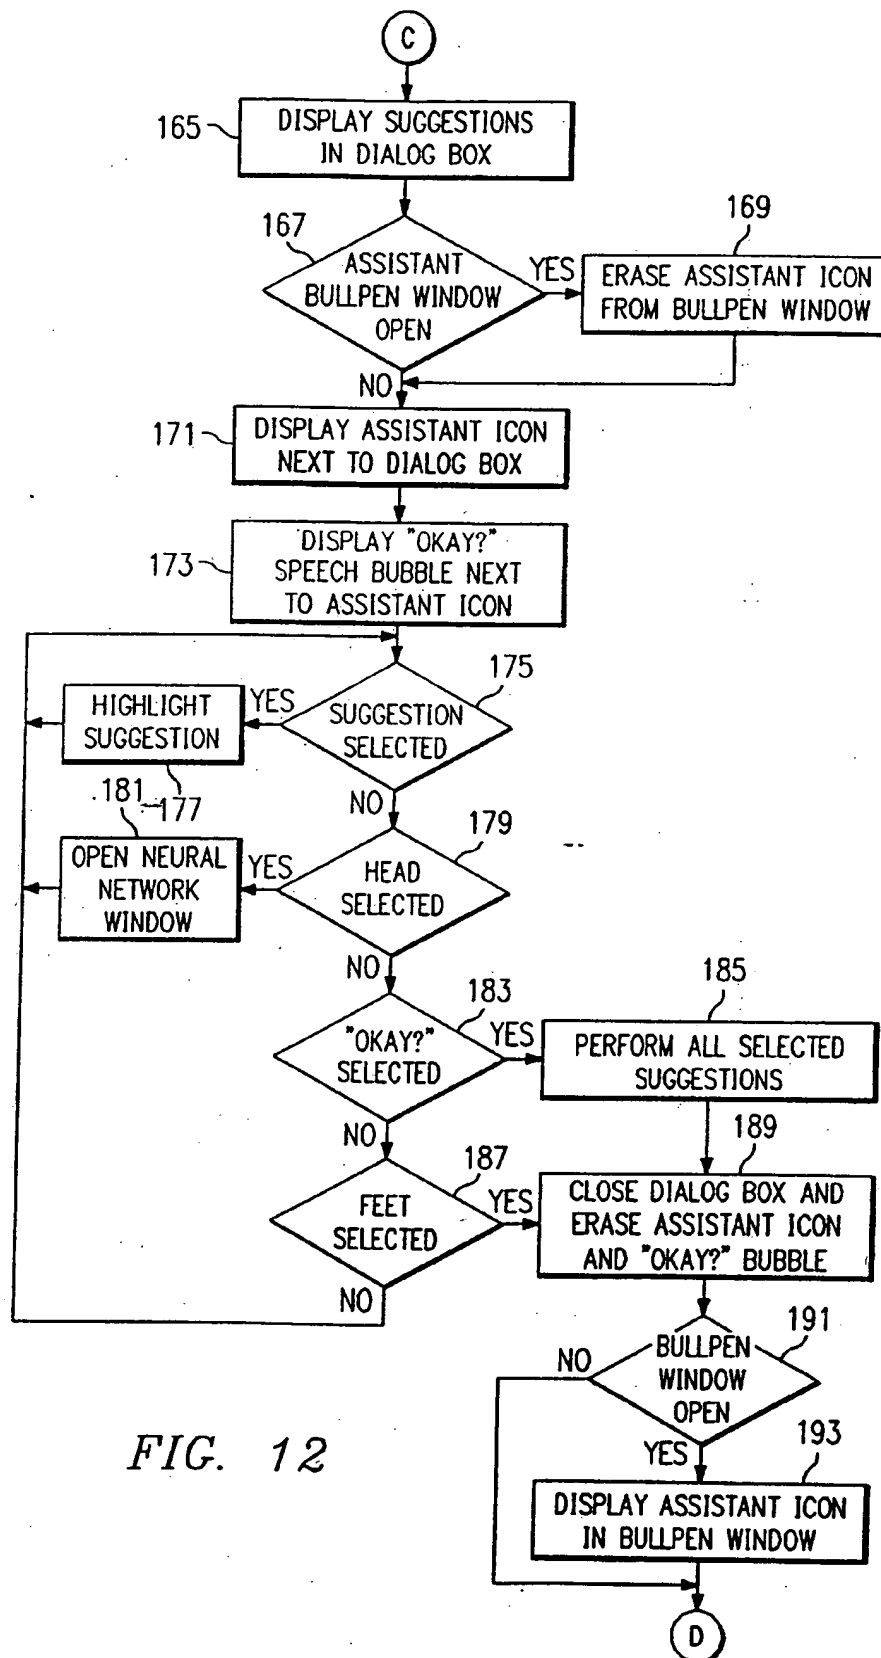 C
165
DISPLAY SUGGESTIONS
IN DIALOG BOX
167
ASSISTANT
BULLPEN WINDOW
OPEN
YES
169
ERASE ASSISTANT ICON
FROM BULLPEN WINDOW
NO
171
DISPLAY ASSISTANT ICON
NEXT TO DIALOG BOX
173
DISPLAY "OKAY?"
SPEECH BUBBLE NEXT
TO ASSISTANT ICON
175
SUGGESTION
SELECTED
YES
HIGHLIGHT
SUGGESTION
177
NO
179
HEAD
SELECTED
YES
181
OPEN NEURAL
NETWORK
WINDOW
NO
183
"OKAY?"
SELECTED
YES
185
PERFORM ALL SELECTED
SUGGESTIONS
NO
187
FEET
SELECTED
YES
189
CLOSE DIALOG BOX AND
ERASE ASSISTANT ICON
AND "OKAY?" BUBBLE
NO
191
BULLPEN
WINDOW
OPEN
NO
YES
193
DISPLAY ASSISTANT ICON
IN BULLPEN WINDOW
D
FIG. 12